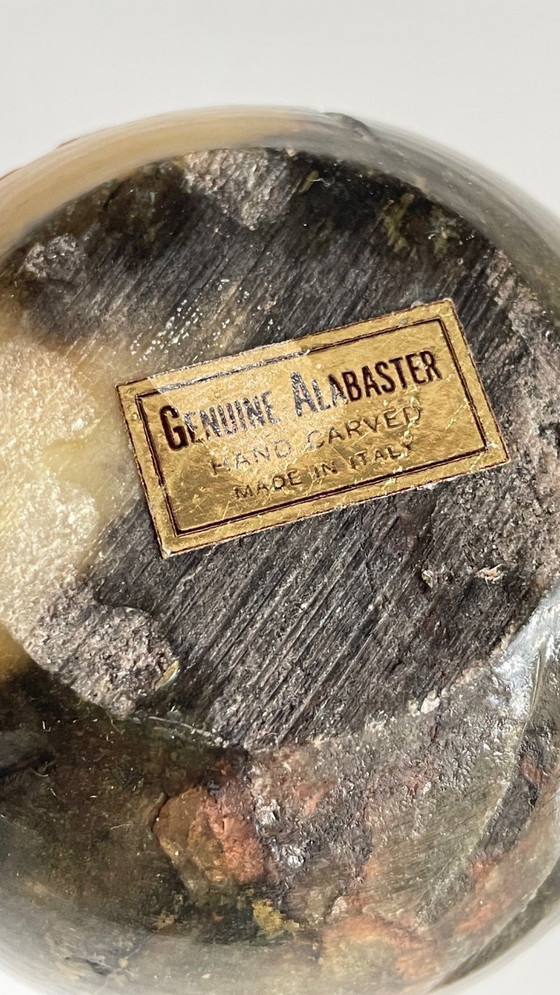 GENUINE ALABASTER
HAND CARVED
MADE IN ITALY